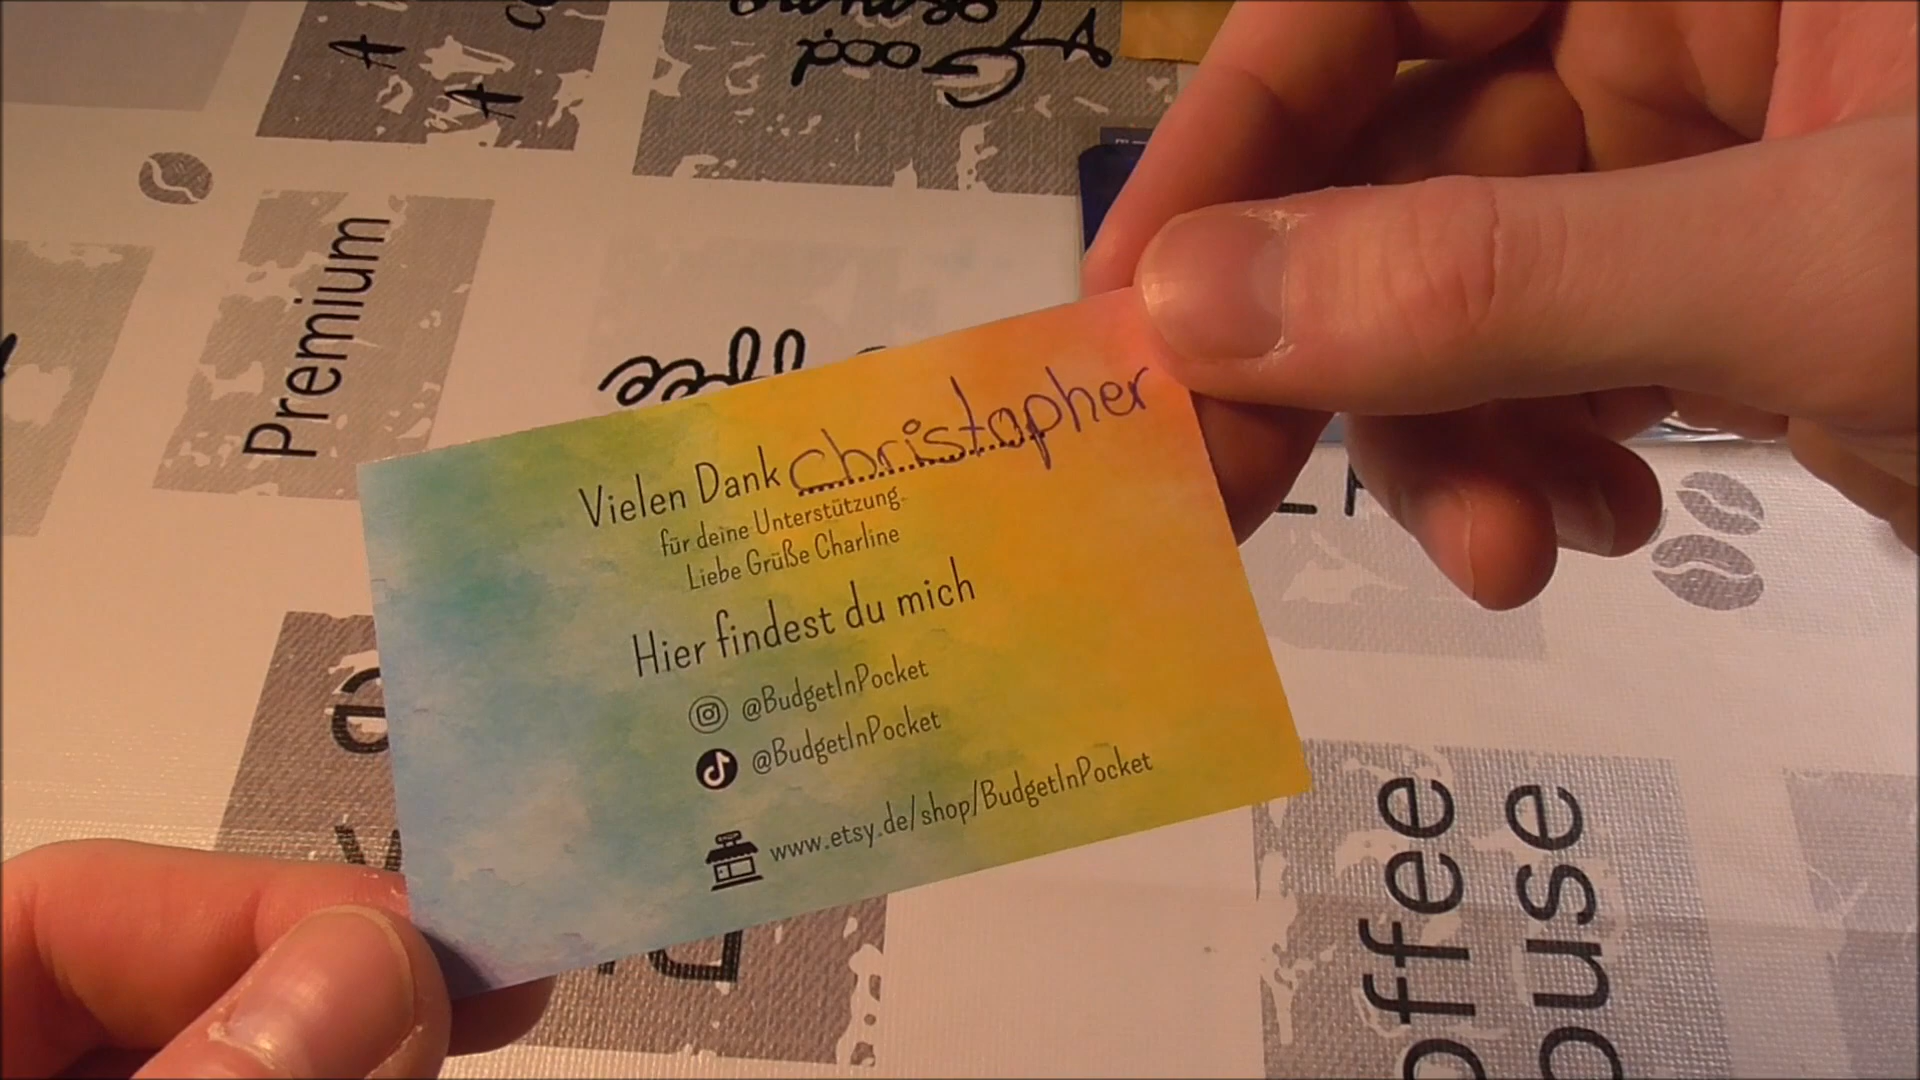 Good
A
A
Premium
Vielen Dank Christopher
für deine Unterstützung.
Liebe Grüße Charline
Hier findest du mich
@BudgetInPocket
@BudgetInPocket
www.etsy.de/shop/BudgetInPocket
offee
ouse